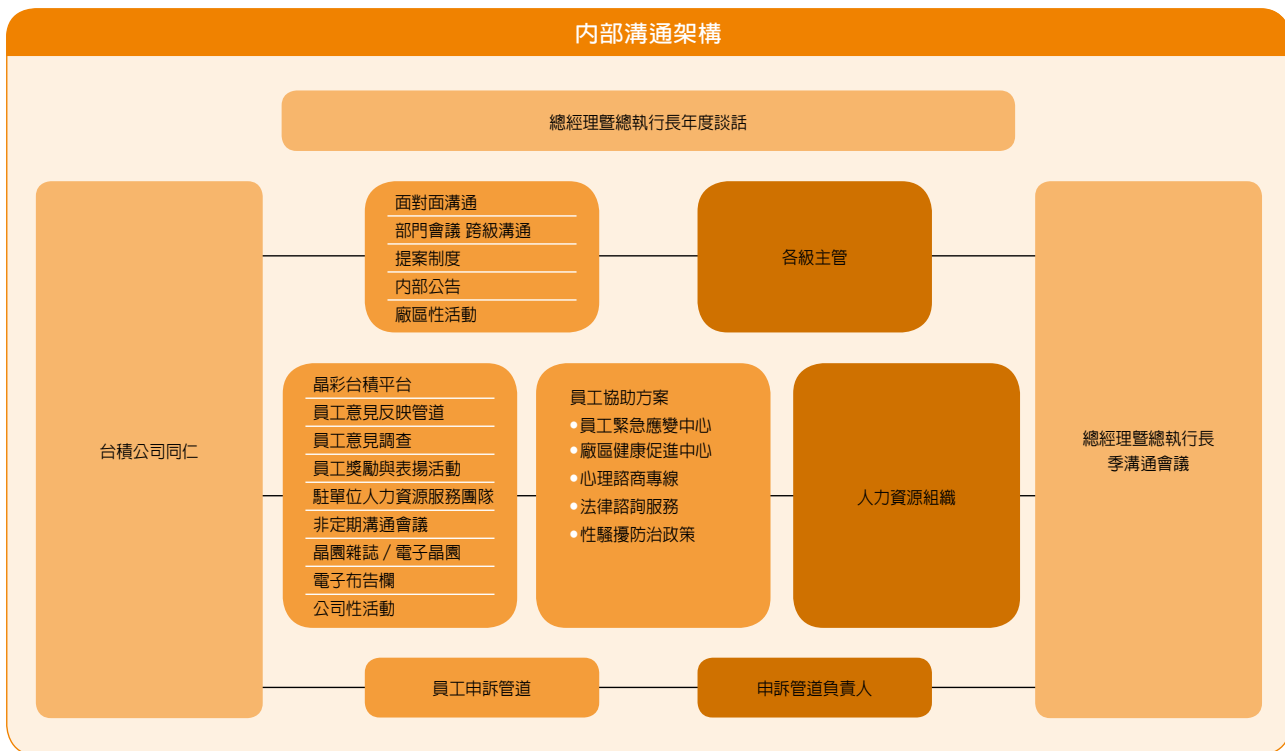 内部溝通架構
總經理暨總執行長年度談話
台積公司同仁
面對面溝通
部門會議 跨級溝通
提案制度
内部公告
廠區性活動
各級主管
晶彩台積平台
員工意見反映管道
員工意見調查
員工獎勵與表揚活動
駐單位人力資源服務團隊
非定期溝通會議
晶園雜誌 / 電子晶園
電子布告欄
公司性活動
員工協助方案
●員工緊急應變中心
●廠區健康促進中心
●心理諮商專線
●法律諮詢服務
●性騷擾防治政策
人力資源組織
員工申訴管道
申訴管道負責人
總經理暨總執行長
季溝通會議